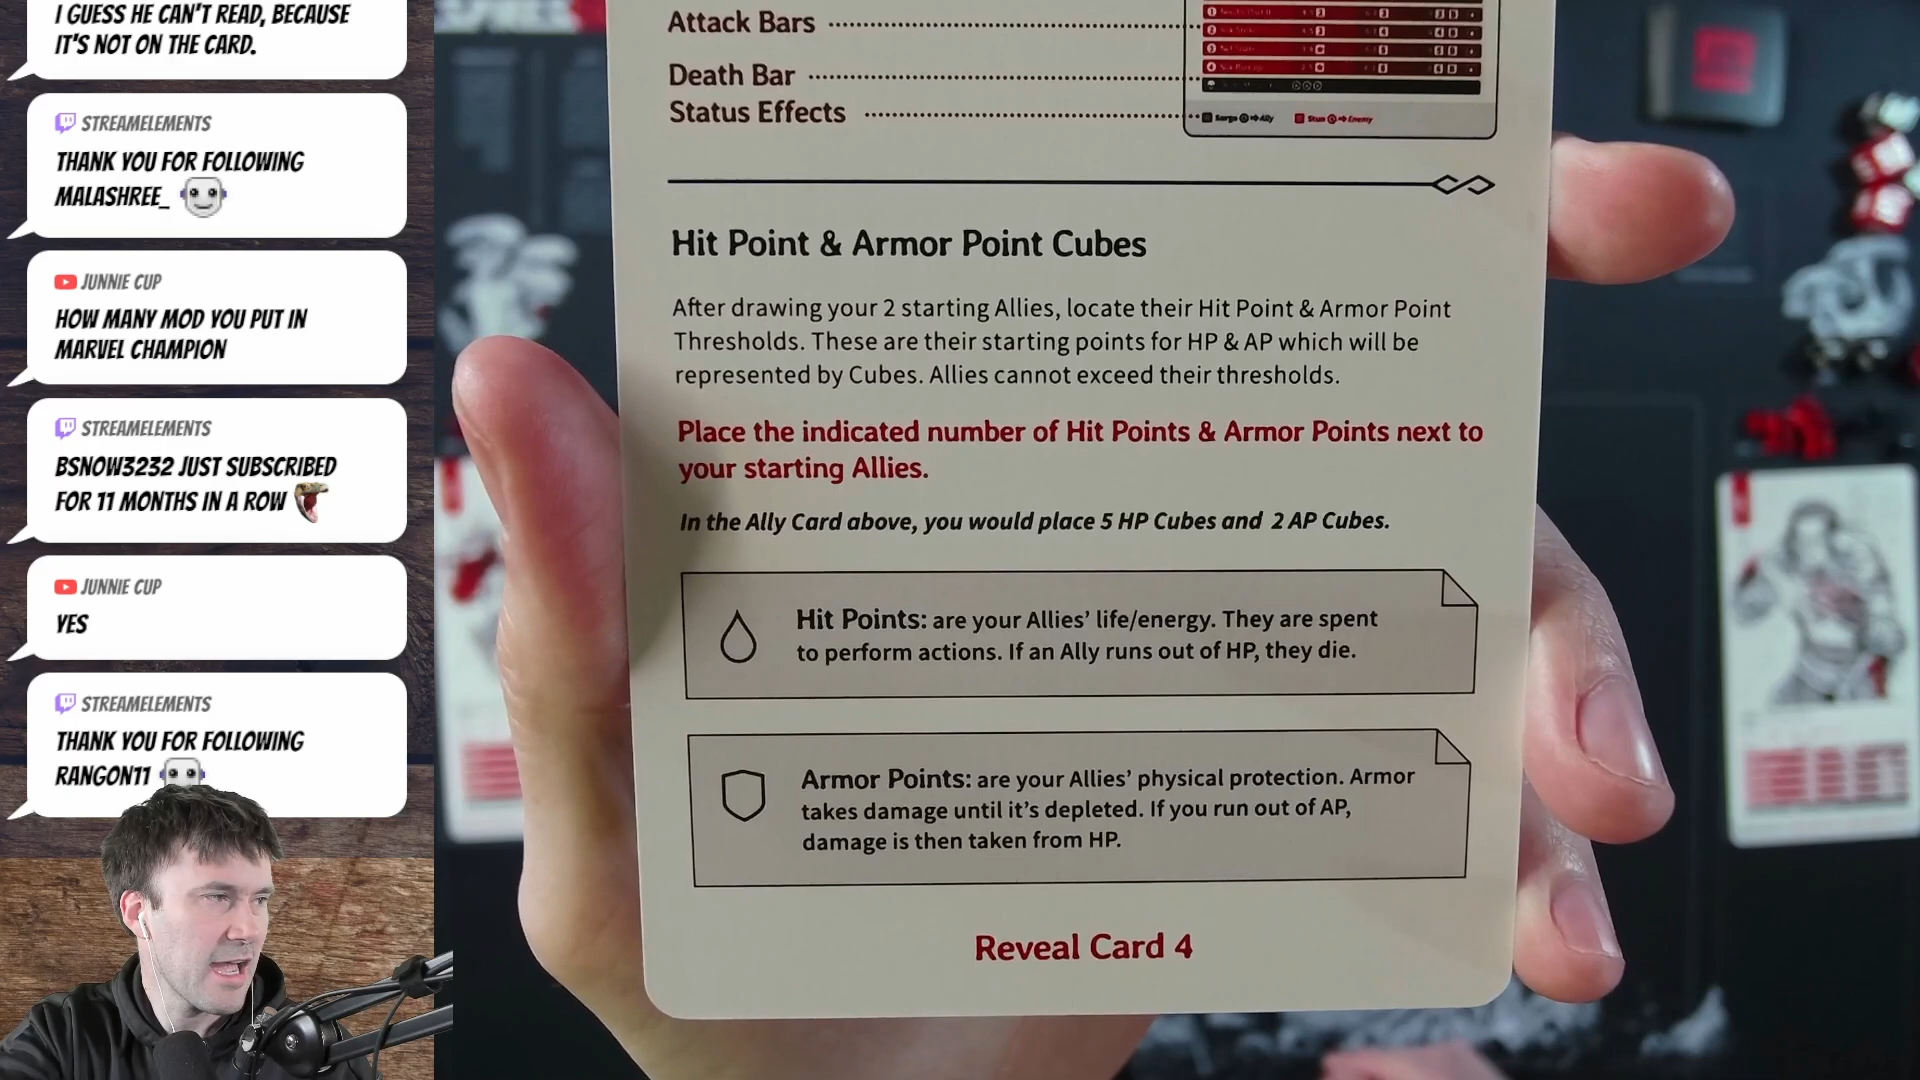 I GUESS HE CAN'T READ, BECAUSE
IT'S NOT ON THE CARD.
STREAMELEMENTS
THANK YOU FOR FOLLOWING
MALASHREE_
JUNNIE CUP
HOW MANY MOD YOU PUT IN
MARVEL CHAMPION
STREAMELEMENTS
BSNOW3232 JUST SUBSCRIBED
FOR 11 MONTHS IN A ROW
JUNNIE CUP
YES
STREAMELEMENTS
THANK YOU FOR FOLLOWING
RANGON11
Attack Bars
Death Bar
Status Effects
Surge Ally
Stun Enemy
Hit Point & Armor Point Cubes
After drawing your 2 starting Allies, locate their Hit Point & Armor Point
Thresholds. These are their starting points for HP & AP which will be
represented by Cubes. Allies cannot exceed their thresholds.
Place the indicated number of Hit Points & Armor Points next to
your starting Allies.
In the Ally Card above, you would place 5 HP Cubes and 2 AP Cubes.
Hit Points: are your Allies' life/energy. They are spent
to perform actions. If an Ally runs out of HP, they die.
Armor Points: are your Allies' physical protection. Armor
takes damage until it's depleted. If you run out of AP,
damage is then taken from HP.
Reveal Card 4